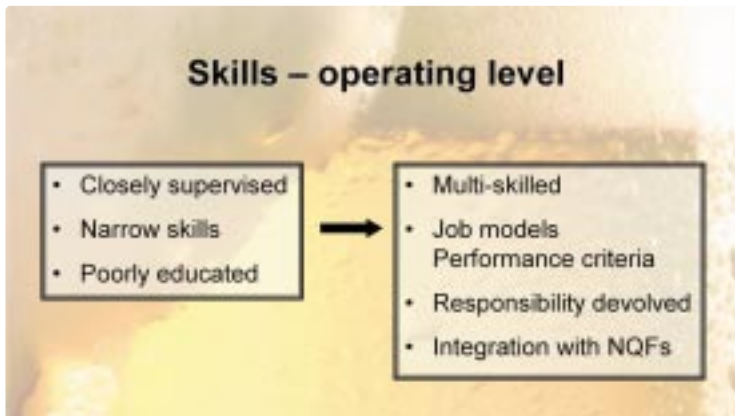 Skills – operating level
• Closely supervised
• Narrow skills
• Poorly educated
• Multi-skilled
• Job models
Performance criteria
• Responsibility devolved
• Integration with NQFs